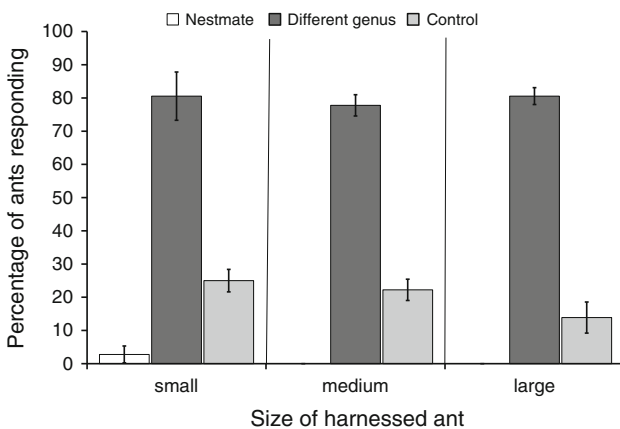 Nestmate Different genus Control
100
90
80
70
60
50
40
30
20
10
0
Percentage of ants responding
small medium large
Size of harnessed ant